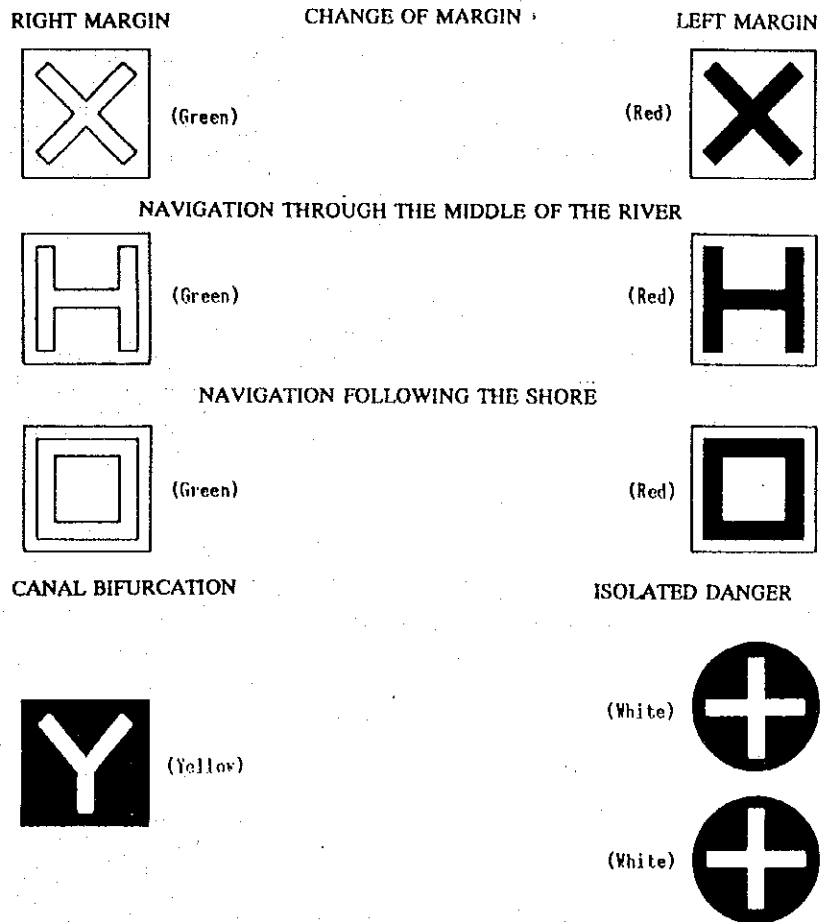 RIGHT MARGIN CHANGE OF MARGIN LEFT MARGIN
(Green) (Red)
NAVIGATION THROUGH THE MIDDLE OF THE RIVER
H (Green) (Red) H
NAVIGATION FOLLOWING THE SHORE
(Green) (Red)
CANAL BIFURCATION ISOLATED DANGER
(White)
Y (Yellow)
(White)